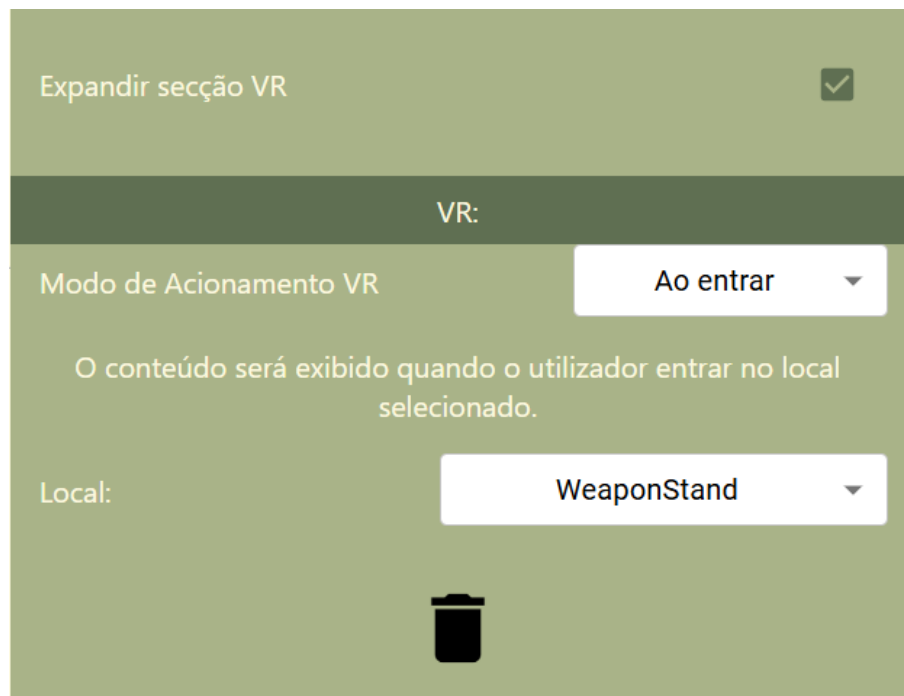 Expandir secção VR
VR:
Modo de Acionamento VR
Ao entrar
O conteúdo será exibido quando o utilizador entrar no local
selecionado.
Local:
WeaponStand